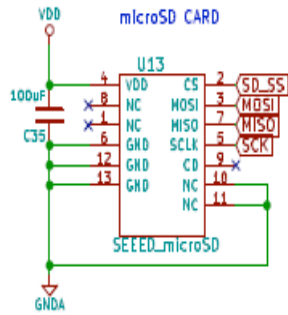 VDD
microSD CARD
U13
4 VDD CS 2 SD_SS
100uF 8 NC MOSI 3 MOSI
1 NC MISO 7 MISO
C35 6 GND SCLK 5 SCK
12 GND CD 9
13 GND NC 10
NC 11
SEEED_microSD
GNDA